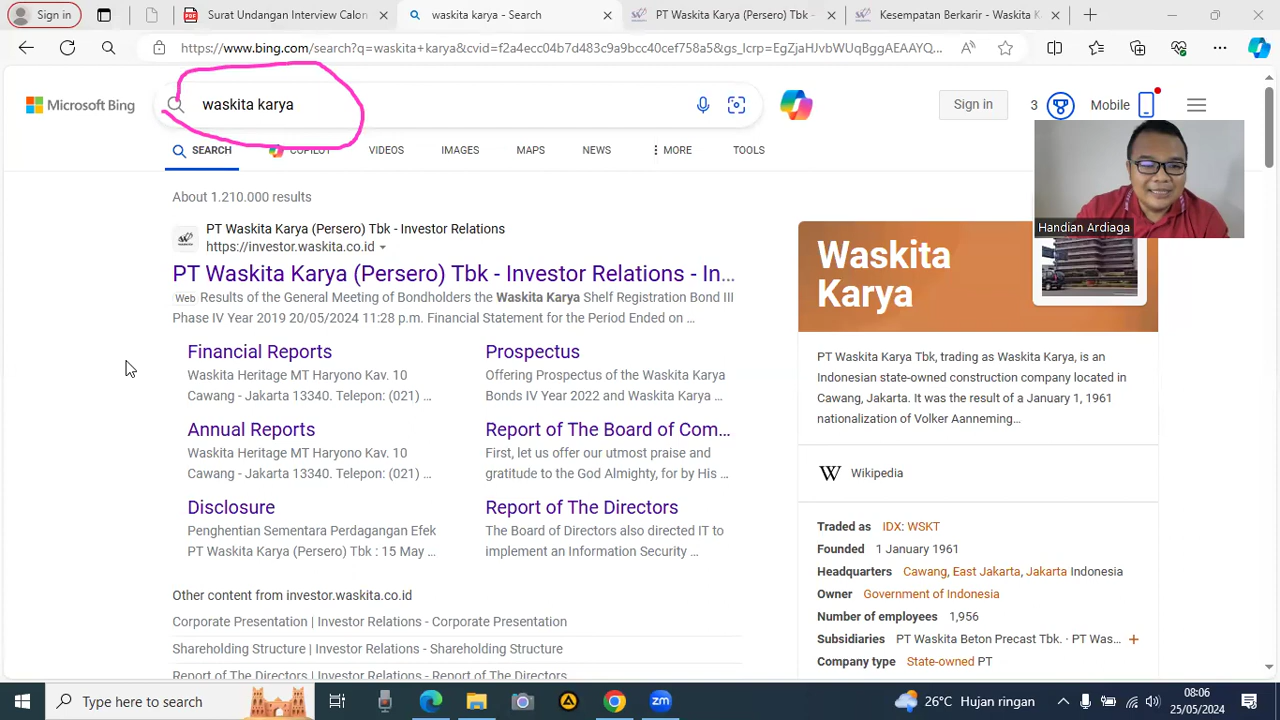 Sign in
Surat Undangan Interview Calon
waskita karya - Search
PT Waskita Karya (Persero) Tbk -
Kesempatan Berkarir - Waskita K
https://www.bing.com/search?q=waskita+karya&cvid=f2a4ecc04b7d483c9a9bcc40cef758a5&gs_lcrp=EgZjaHJvbWUqBggAEAAYQ...
Microsoft Bing
waskita karya
Sign in
3
Mobile
SEARCH
COPILOT
VIDEOS
IMAGES
MAPS
NEWS
MORE
TOOLS
About 1.210.000 results
PT Waskita Karya (Persero) Tbk - Investor Relations
https://investor.waskita.co.id
PT Waskita Karya (Persero) Tbk - Investor Relations - In...
Web Results of the General Meeting of Bondholders the Waskita Karya Shelf Registration Bond III
Phase IV Year 2019 20/05/2024 11:28 p.m. Financial Statement for the Period Ended on ...
Financial Reports
Waskita Heritage MT Haryono Kav. 10
Cawang - Jakarta 13340. Telepon: (021) ...
Prospectus
Offering Prospectus of the Waskita Karya
Bonds IV Year 2022 and Waskita Karya ...
Annual Reports
Waskita Heritage MT Haryono Kav. 10
Cawang - Jakarta 13340. Telepon: (021) ...
Report of The Board of Com...
First, let us offer our utmost praise and
gratitude to the God Almighty, for by His ...
Disclosure
Penghentian Sementara Perdagangan Efek
PT Waskita Karya (Persero) Tbk : 15 May ...
Report of The Directors
The Board of Directors also directed IT to
implement an Information Security ...
Other content from investor.waskita.co.id
Corporate Presentation | Investor Relations - Corporate Presentation
Shareholding Structure | Investor Relations - Shareholding Structure
Report of The Directors | Investor Relations - Report of The Directors
Handian Ardiaga
Waskita
Karya
PT Waskita Karya Tbk, trading as Waskita Karya, is an
Indonesian state-owned construction company located in
Cawang, Jakarta. It was the result of a January 1, 1961
nationalization of Volker Aanneming...
W Wikipedia
Traded as IDX: WSKT
Founded 1 January 1961
Headquarters Cawang, East Jakarta, Jakarta Indonesia
Owner Government of Indonesia
Number of employees 1,956
Subsidiaries PT Waskita Beton Precast Tbk. · PT Was... +
Company type State-owned PT
Type here to search
zm
26°C Hujan ringan
08:06
25/05/2024